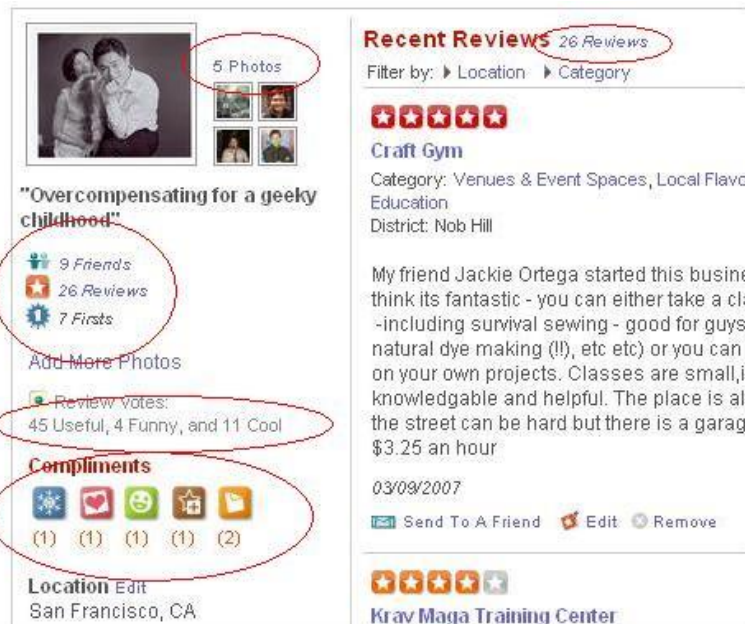 5 Photos
"Overcompensating for a geeky
childhood"
9 Friends
26 Reviews
1
7 Firsts
Add More Photos
Review votes:
45 Useful, 4 Funny, and 11 Cool
Compliments
(1) (1) (1) (1) (2)
Location Edit
San Francisco, CA
Recent Reviews 26 Reviews
Filter by: Location Category
Craft Gym
Category: Venues & Event Spaces, Local Flavo
Education
District: Nob Hill
My friend Jackie Ortega started this busine
think its fantastic - you can either take a cl
-including survival sewing - good for guys
natural dye making (!!), etc etc) or you can
on your own projects. Classes are small,i
knowledgable and helpful. The place is al
the street can be hard but there is a garag
$3.25 an hour
03/09/2007
Send To A Friend Edit Remove
Krav Maga Training Center